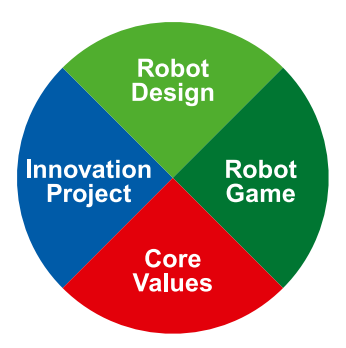 Robot
Design
Innovation
Project
Robot
Game
Core
Values